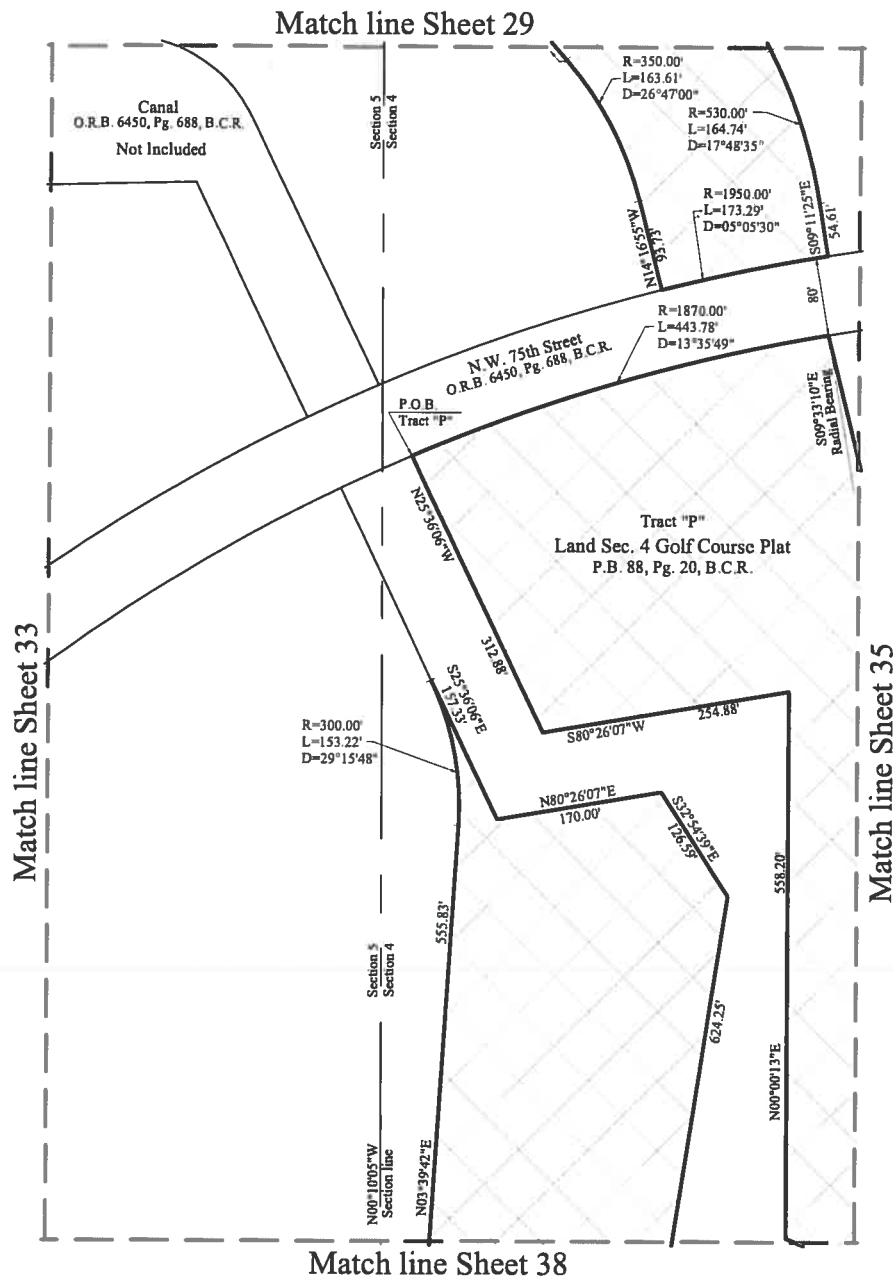 Match line Sheet 29
Canal
O.R.B. 6450, Pg. 688, B.C.R.
Not Included
Section 5
Section 4
R=350.00'
L=163.61'
D=26°47'00"
R=530.00'
L=164.74'
D=17°48'35"
R=1950.00'
L=173.29'
D=05°05'30"
S09°11'25"E
54.61'
N14°16'55"W
93.73'
80'
R=1870.00'
L=443.78'
D=13°35'49"
N.W. 75th Street
O.R.B. 6450, Pg. 688, B.C.R.
P.O.B.
Tract "P"
S09°33'10"E
Radial Bearing
N25°36'06"W
312.88'
Tract "P"
Land Sec. 4 Golf Course Plat
P.B. 88, Pg. 20, B.C.R.
Match line Sheet 33
Match line Sheet 35
S25°36'06"E
157.33'
R=300.00'
L=153.22'
D=29°15'48"
S80°26'07"W
254.88'
N80°26'07"E
170.00'
S32°54'39"E
126.59'
558.20'
555.83'
Section 5
Section 4
624.25'
N00°00'13"E
N00°10'05"W
Section line
N03°39'42"E
Match line Sheet 38